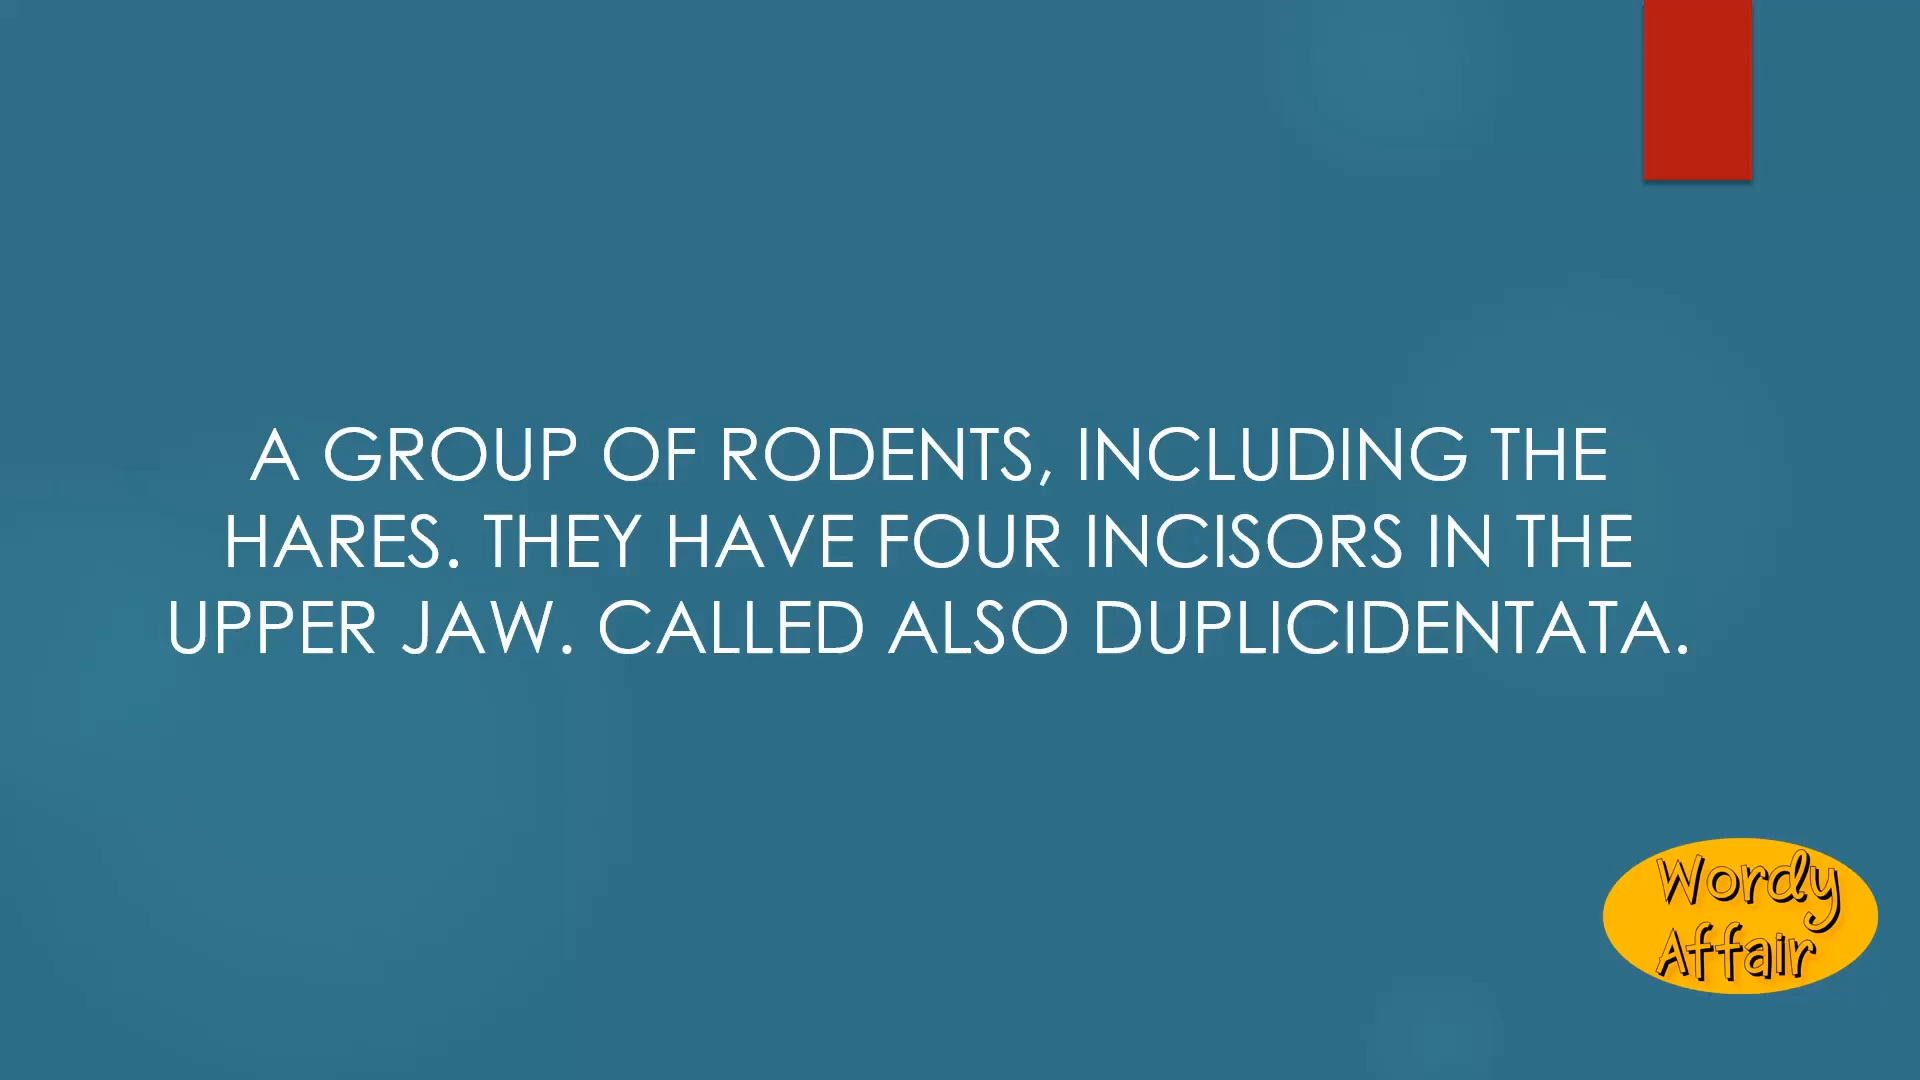 A GROUP OF RODENTS, INCLUDING THE
HARES. THEY HAVE FOUR INCISORS IN THE
UPPER JAW. CALLED ALSO DUPLICIDENTATA.
Wordy
Affair